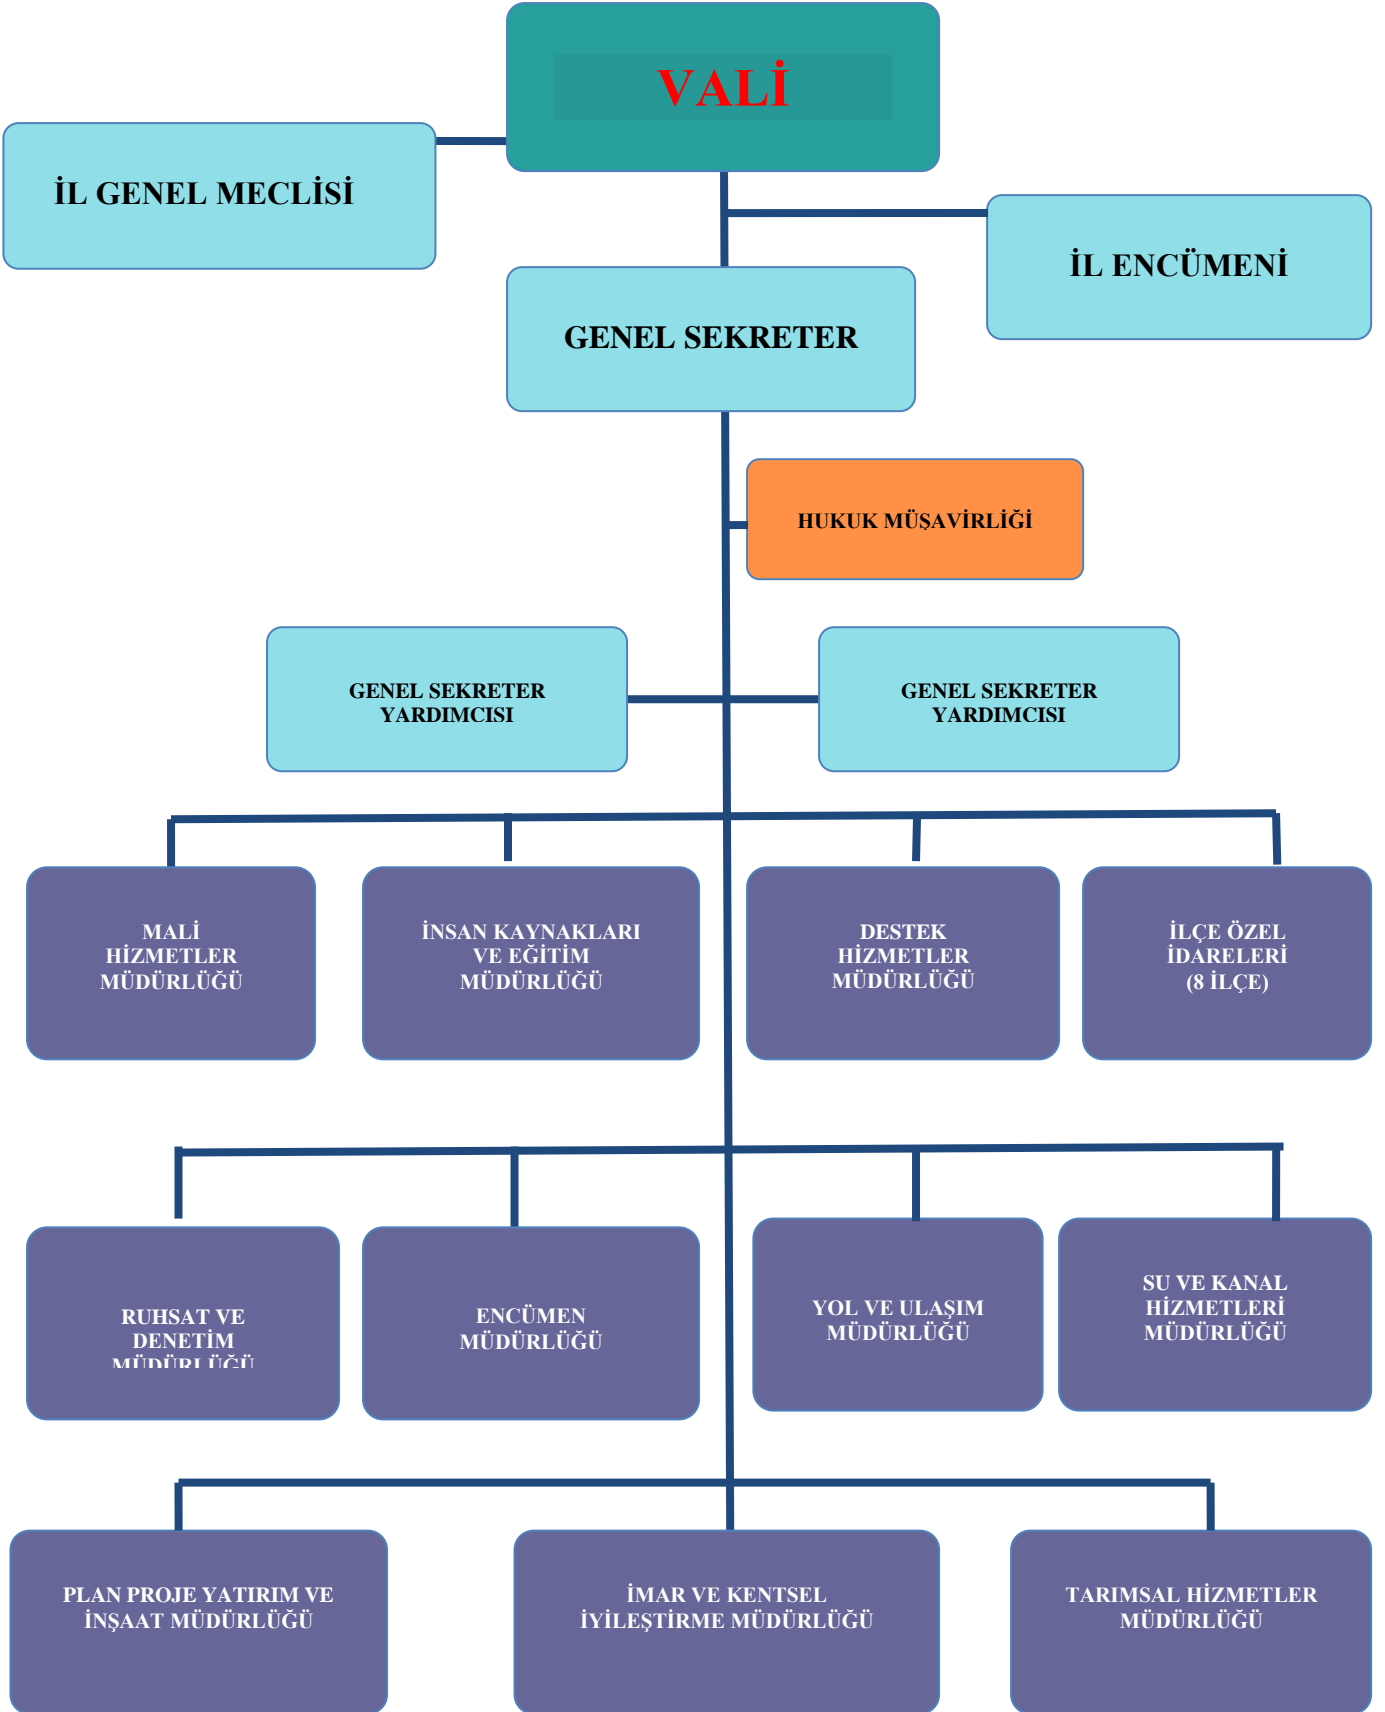 VALİ
İL GENEL MECLİSİ
İL ENCÜMENİ
GENEL SEKRETER
HUKUK MÜŞAVİRLİĞİ
GENEL SEKRETER
YARDIMCISI
GENEL SEKRETER
YARDIMCISI
MALİ
HİZMETLER
MÜDÜRLÜĞÜ
İNSAN KAYNAKLARI
VE EĞİTİM
MÜDÜRLÜĞÜ
DESTEK
HİZMETLER
MÜDÜRLÜĞÜ
İLÇE ÖZEL
İDARELERİ
(8 İLÇE)
RUHSAT VE
DENETİM
MÜDÜRLÜĞÜ
ENCÜMEN
MÜDÜRLÜĞÜ
YOL VE ULAŞIM
MÜDÜRLÜĞÜ
SU VE KANAL
HİZMETLERİ
MÜDÜRLÜĞÜ
PLAN PROJE YATIRIM VE
İNŞAAT MÜDÜRLÜĞÜ
İMAR VE KENTSEL
İYİLEŞTİRME MÜDÜRLÜĞÜ
TARIMSAL HİZMETLER
MÜDÜRLÜĞÜ